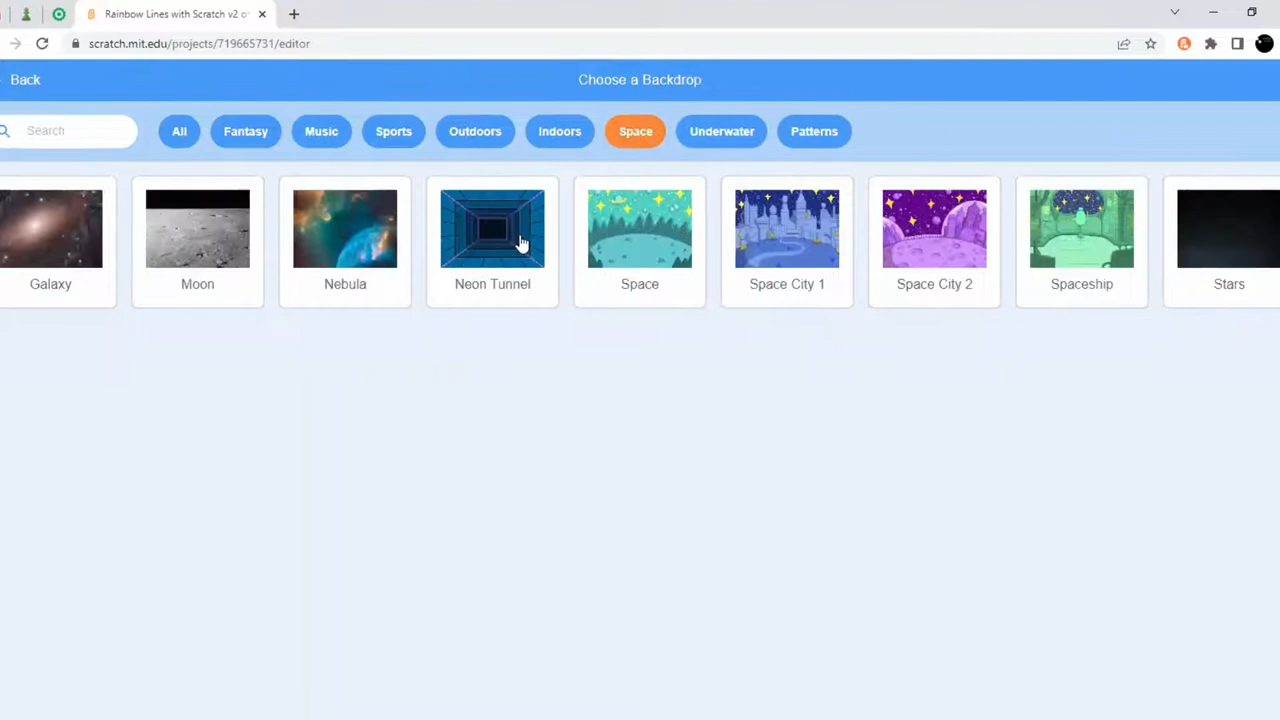 Rainbow Lines with Scratch v2 o
scratch.mit.edu/projects/719665731/editor
Back
Choose a Backdrop
Search
All
Fantasy
Music
Sports
Outdoors
Indoors
Space
Underwater
Patterns
Galaxy
Moon
Nebula
Neon Tunnel
Space
Space City 1
Space City 2
Spaceship
Stars